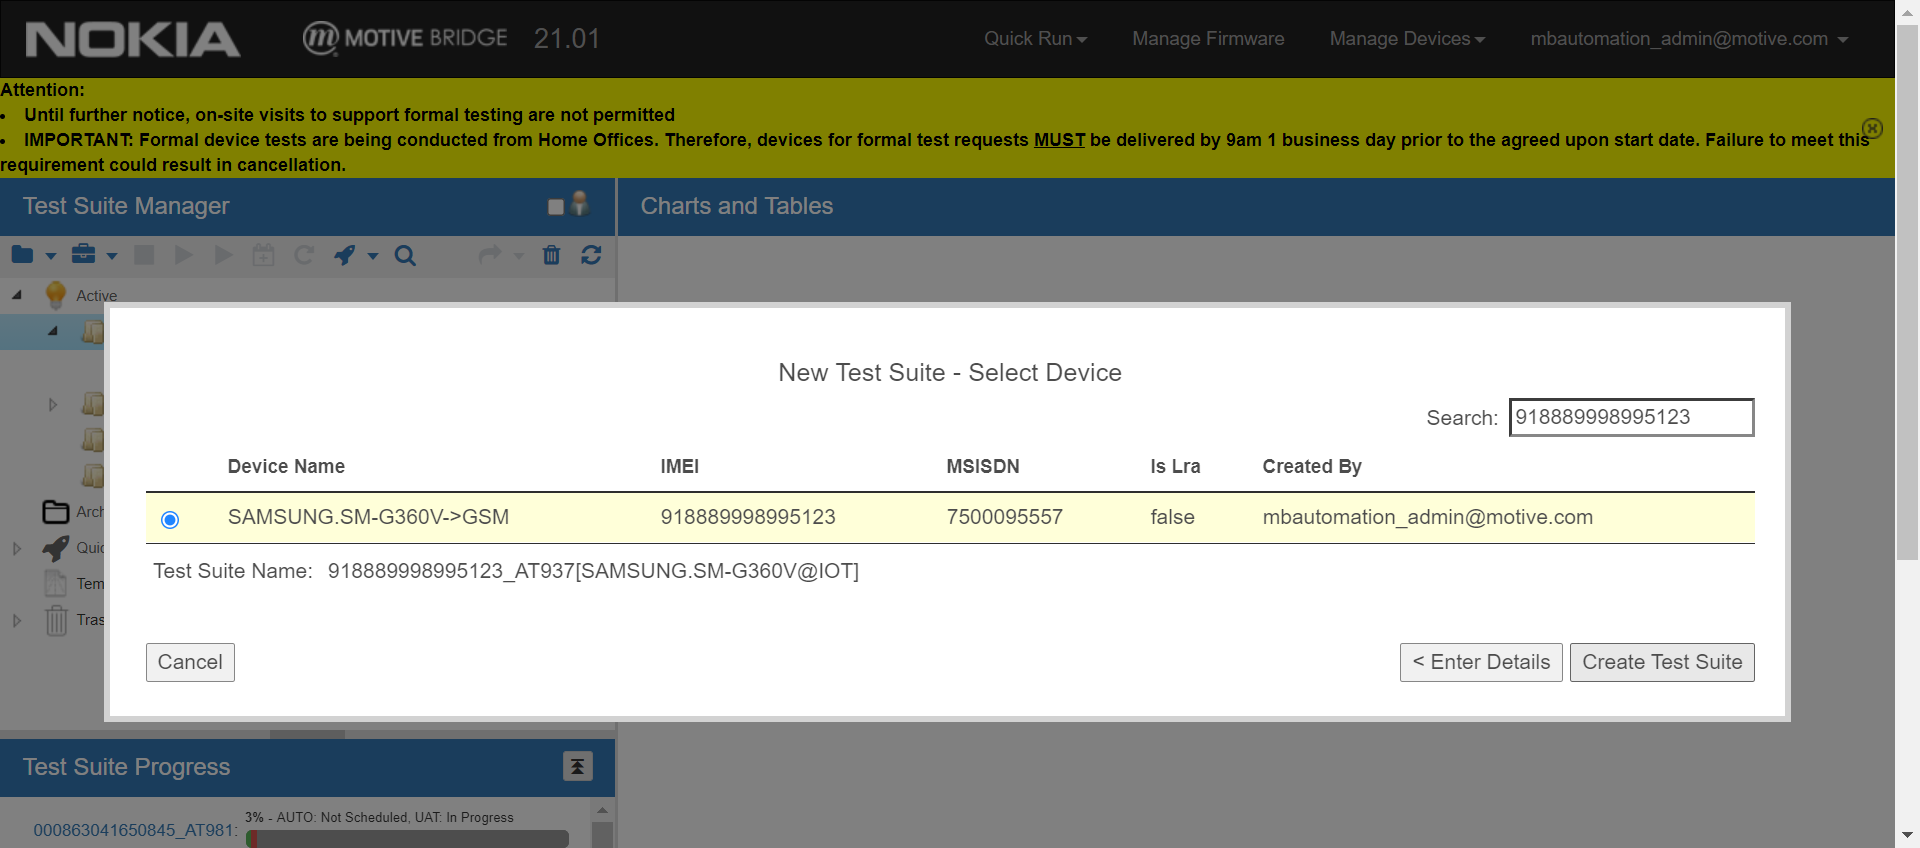 NOKIA
m MOTIVE BRIDGE 21.01
Quick Run Manage Firmware Manage Devices mbautomation_admin@motive.com
Attention:
• Until further notice, on-site visits to support formal testing are not permitted
• IMPORTANT: Formal device tests are being conducted from Home Offices. Therefore, devices for formal test requests MUST be delivered by 9am 1 business day prior to the agreed upon start date. Failure to meet this
requirement could result in cancellation.
Test Suite Manager
Charts and Tables
Active
New Test Suite - Select Device
Search: 918889998995123
Device Name IMEI MSISDN Is Lra Created By
SAMSUNG.SM-G360V->GSM 918889998995123 7500095557 false mbautomation_admin@motive.com
Test Suite Name: 918889998995123_AT937[SAMSUNG.SM-G360V@IOT]
Arch
Quic
Tem
Tras
Cancel
< Enter Details
Create Test Suite
Test Suite Progress
3% - AUTO: Not Scheduled, UAT: In Progress
000863041650845_AT981: